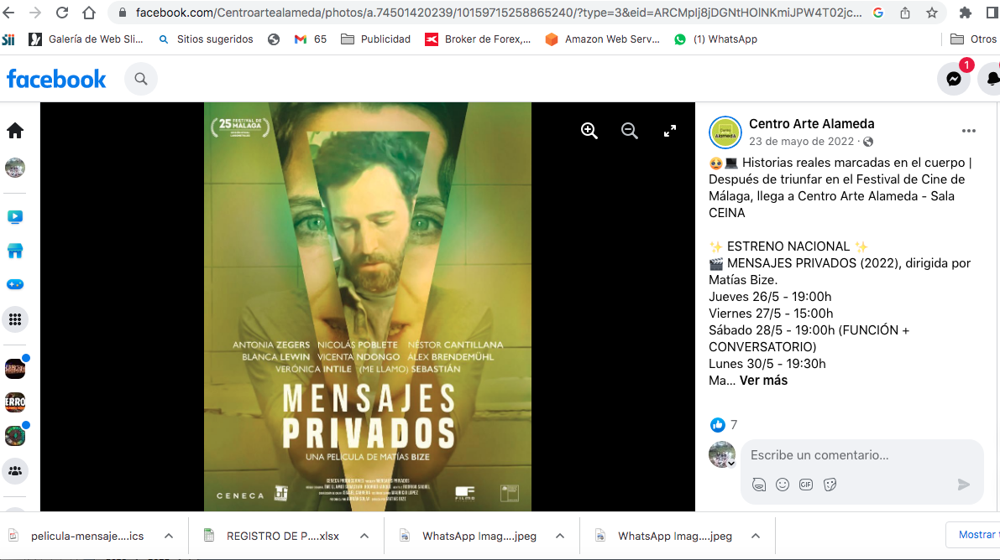 facebook.com/Centroartealameda/photos/a.74501420239/10159715258865240/?type=3&eid=ARCMpIj8jDGNtHOlNKmiJPW4T02jc...
Galería de Web Sli...
Sitios sugeridos
65
Publicidad
Broker de Forex,...
Amazon Web Serv...
(1) WhatsApp
Otros
facebook
1
25 FESTIVAL DE
MÁLAGA
ANTONIA ZEGERS NICOLÁS POBLETE NÉSTOR CANTILLANA
BLANCA LEWIN VICENTA NDONGO ÀLEX BRENDEMÜHL
VERÓNICA INTILE (ME LLAMO) SEBASTIÁN
MENSAJES
PRIVADOS
UNA PELÍCULA DE MATÍAS BIZE
CENECA
Centro Arte Alameda
23 de mayo de 2022 ·
Historias reales marcadas en el cuerpo |
Después de triunfar en el Festival de Cine de
Málaga, llega a Centro Arte Alameda - Sala
CEINA
✨ ESTRENO NACIONAL ✨
🎬 MENSAJES PRIVADOS (2022), dirigida por
Matías Bize.
Jueves 26/5 - 19:00h
Viernes 27/5 - 15:00h
Sábado 28/5 - 19:00h (FUNCIÓN +
CONVERSATORIO)
Lunes 30/5 - 19:30h
Ma... Ver más
7
Escribe un comentario...
GIF
pelicula-mensaje....ics
REGISTRO DE P....xlsx
WhatsApp Imag....jpeg
WhatsApp Imag....jpeg
Mostrar t